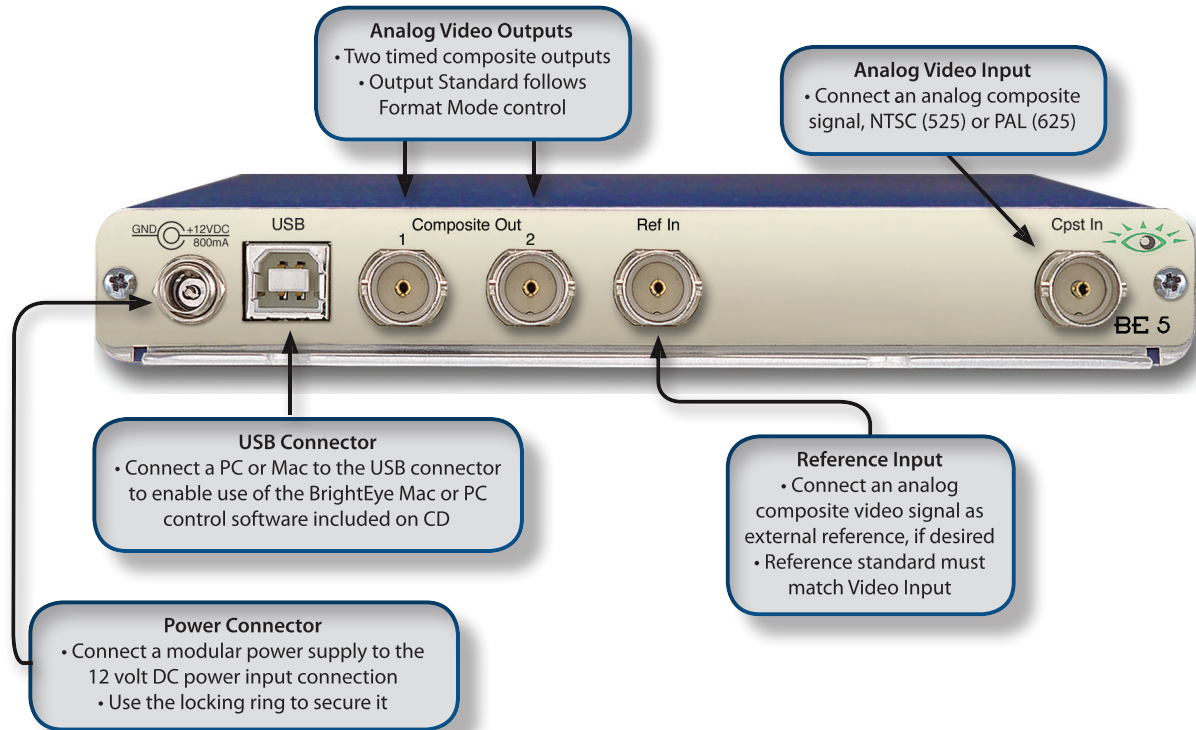 Analog Video Outputs
• Two timed composite outputs
• Output Standard follows
Format Mode control
Analog Video Input
• Connect an analog composite
signal, NTSC (525) or PAL (625)
GND
+12VDC
800mA
USB
Composite Out
1
2
Ref In
Cpst In
BE 5
USB Connector
• Connect a PC or Mac to the USB connector
to enable use of the BrightEye Mac or PC
control software included on CD
Reference Input
• Connect an analog
composite video signal as
external reference, if desired
• Reference standard must
match Video Input
Power Connector
• Connect a modular power supply to the
12 volt DC power input connection
• Use the locking ring to secure it